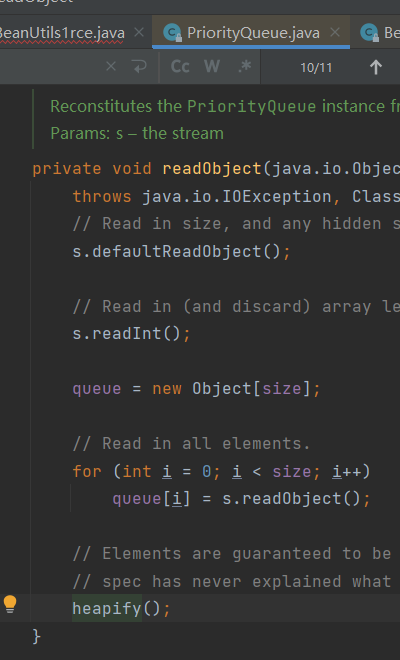 eadObject
BeanUtils1rce.java × PriorityQueue.java × Be
× Cc W .* 10/11
Reconstitutes the PriorityQueue instance fr
Params: s – the stream
private void readObject(java.io.Objec
throws java.io.IOException, Class
// Read in size, and any hidden s
s.defaultReadObject();
// Read in (and discard) array le
s.readInt();
queue = new Object[size];
// Read in all elements.
for (int i = 0; i < size; i++)
queue[i] = s.readObject();
// Elements are guaranteed to be
// spec has never explained what
heapify();
}